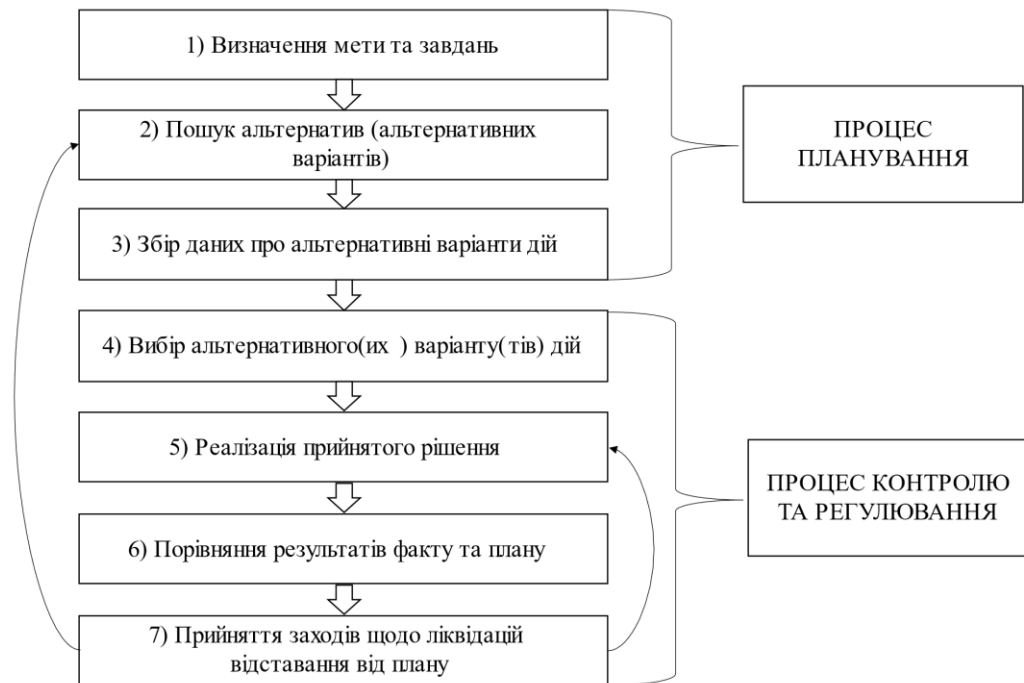 1) Визначення мети та завдань
2) Пошук альтернатив (альтернативних
варіантів)
3) Збір даних про альтернативні варіанти дій
ПРОЦЕС
ПЛАНУВАННЯ
4) Вибір альтернативного(их ) варіанту(тів) дій
5) Реалізація прийнятого рішення
6) Порівняння результатів факту та плану
7) Прийняття заходів щодо ліквідацій
відставання від плану
ПРОЦЕС КОНТРОЛЮ
ТА РЕГУЛЮВАННЯ